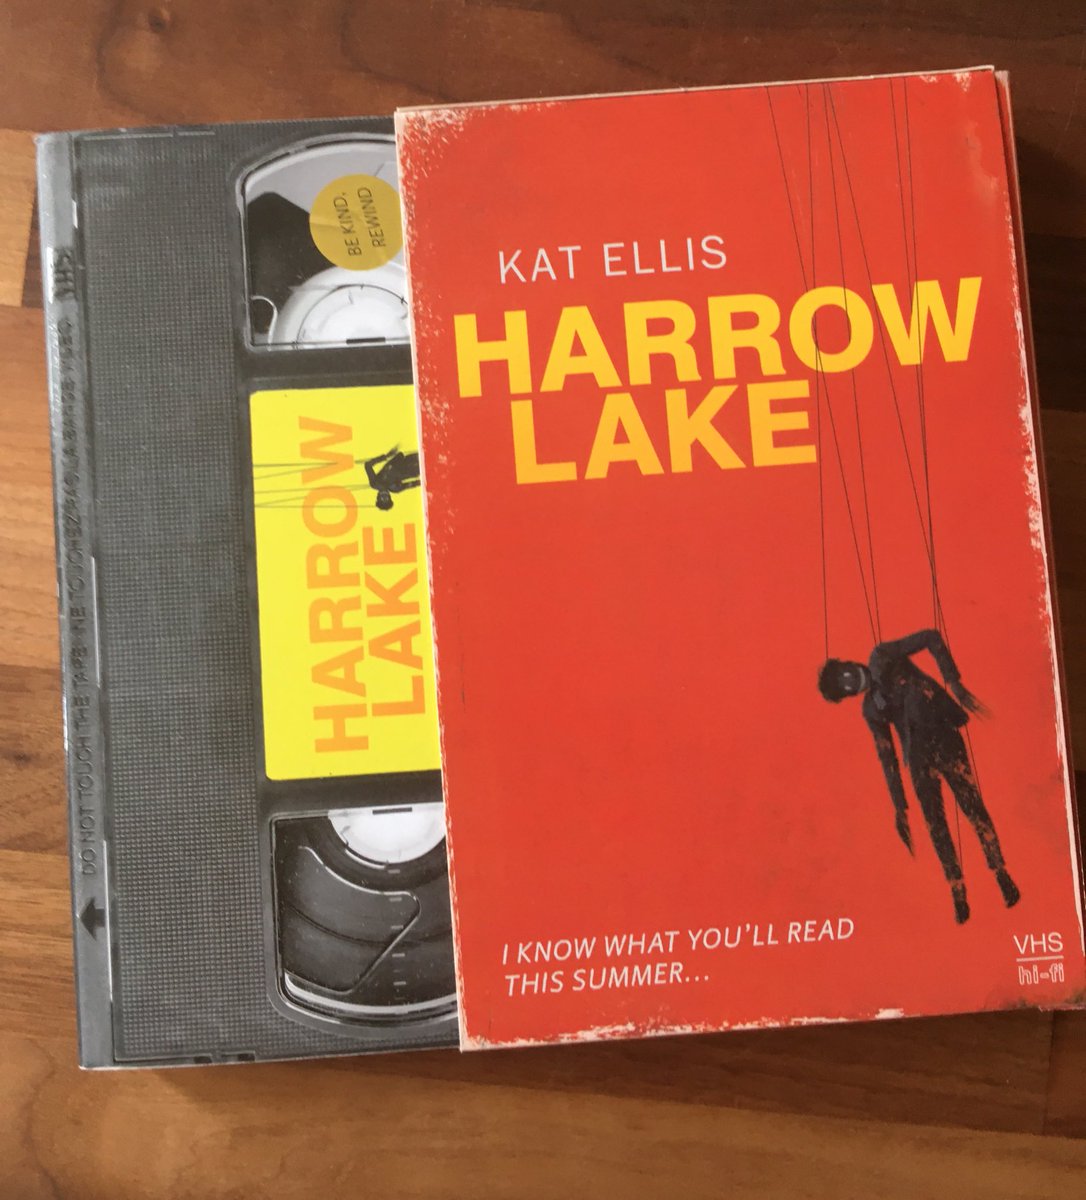 KAT ELLIS
HARROW
LAKE
I KNOW WHAT YOU'LL READ
THIS SUMMER...
VHS
hi-fi
BE KIND,
REWIND
HARROW
LAKE
VHS
DO NOT TOUCH THE TAPE